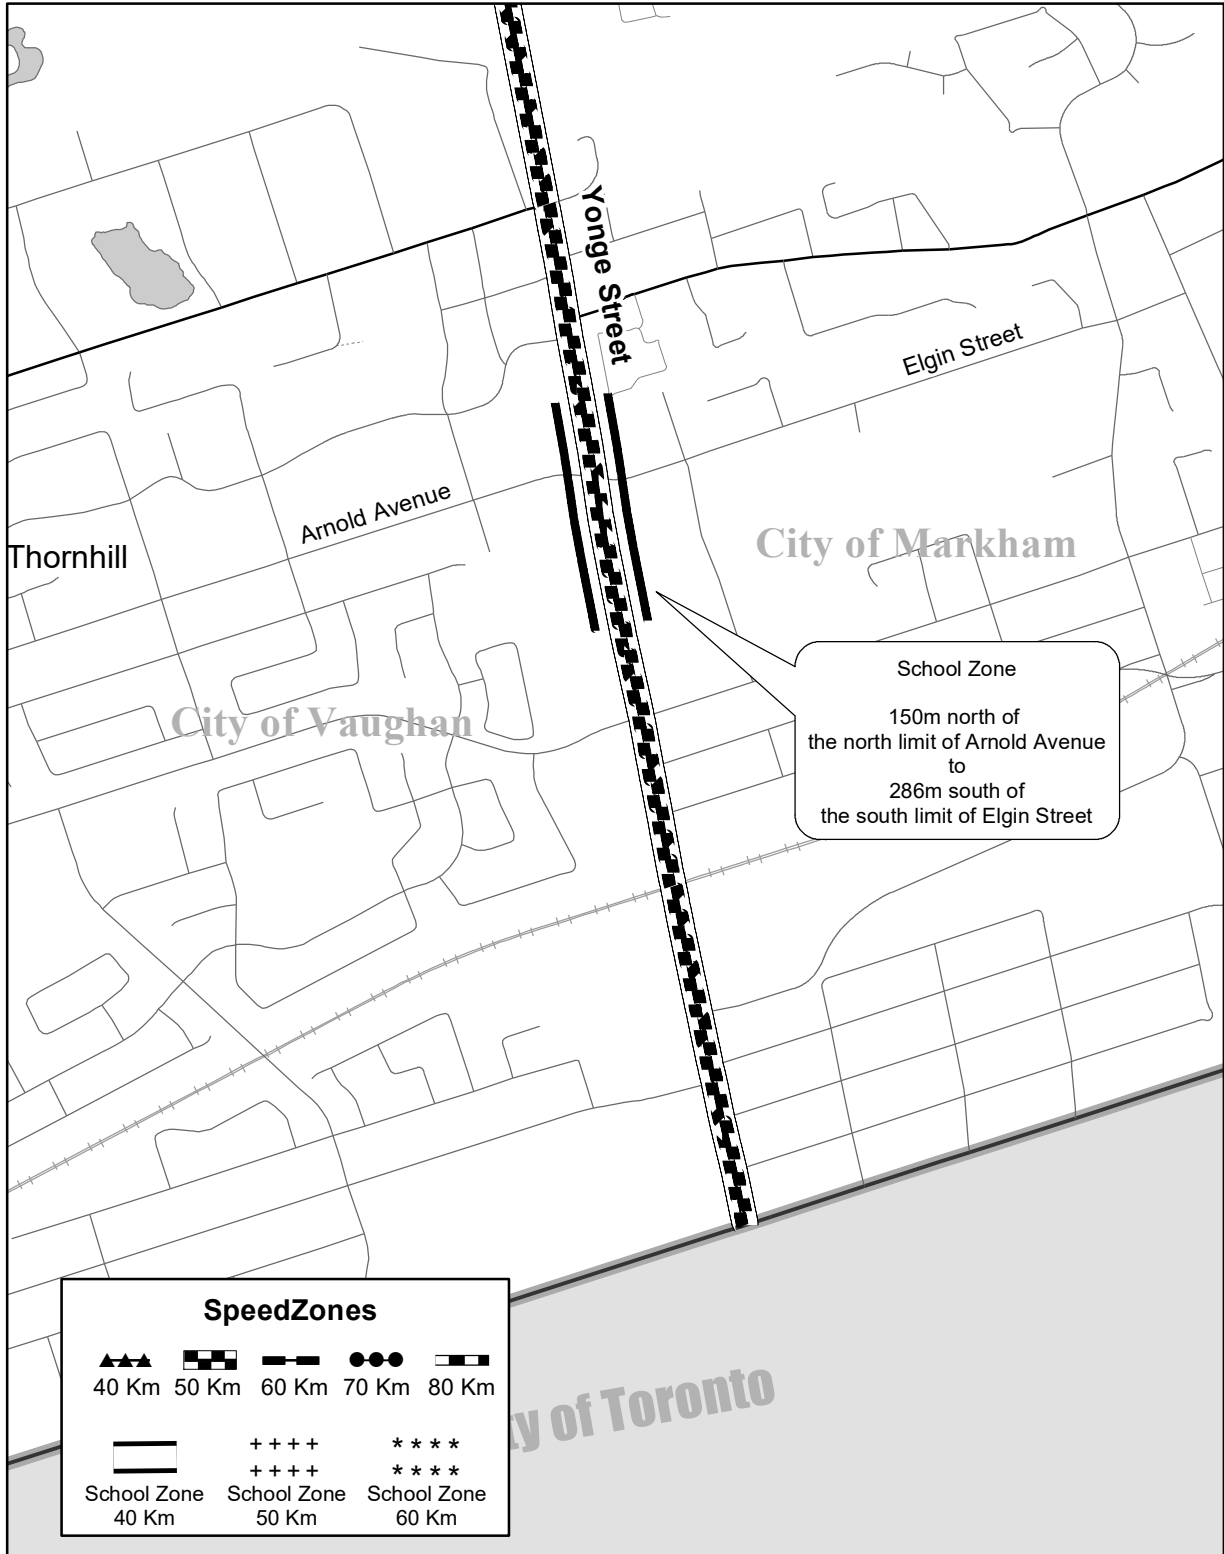 Yonge Street
Elgin Street
Arnold Avenue
Thornhill
City of Markham
City of Vaughan
School Zone
150m north of
the north limit of Arnold Avenue
to
286m south of
the south limit of Elgin Street
SpeedZones
40 Km 50 Km 60 Km 70 Km 80 Km
ty of Toronto
School Zone School Zone School Zone
40 Km 50 Km 60 Km